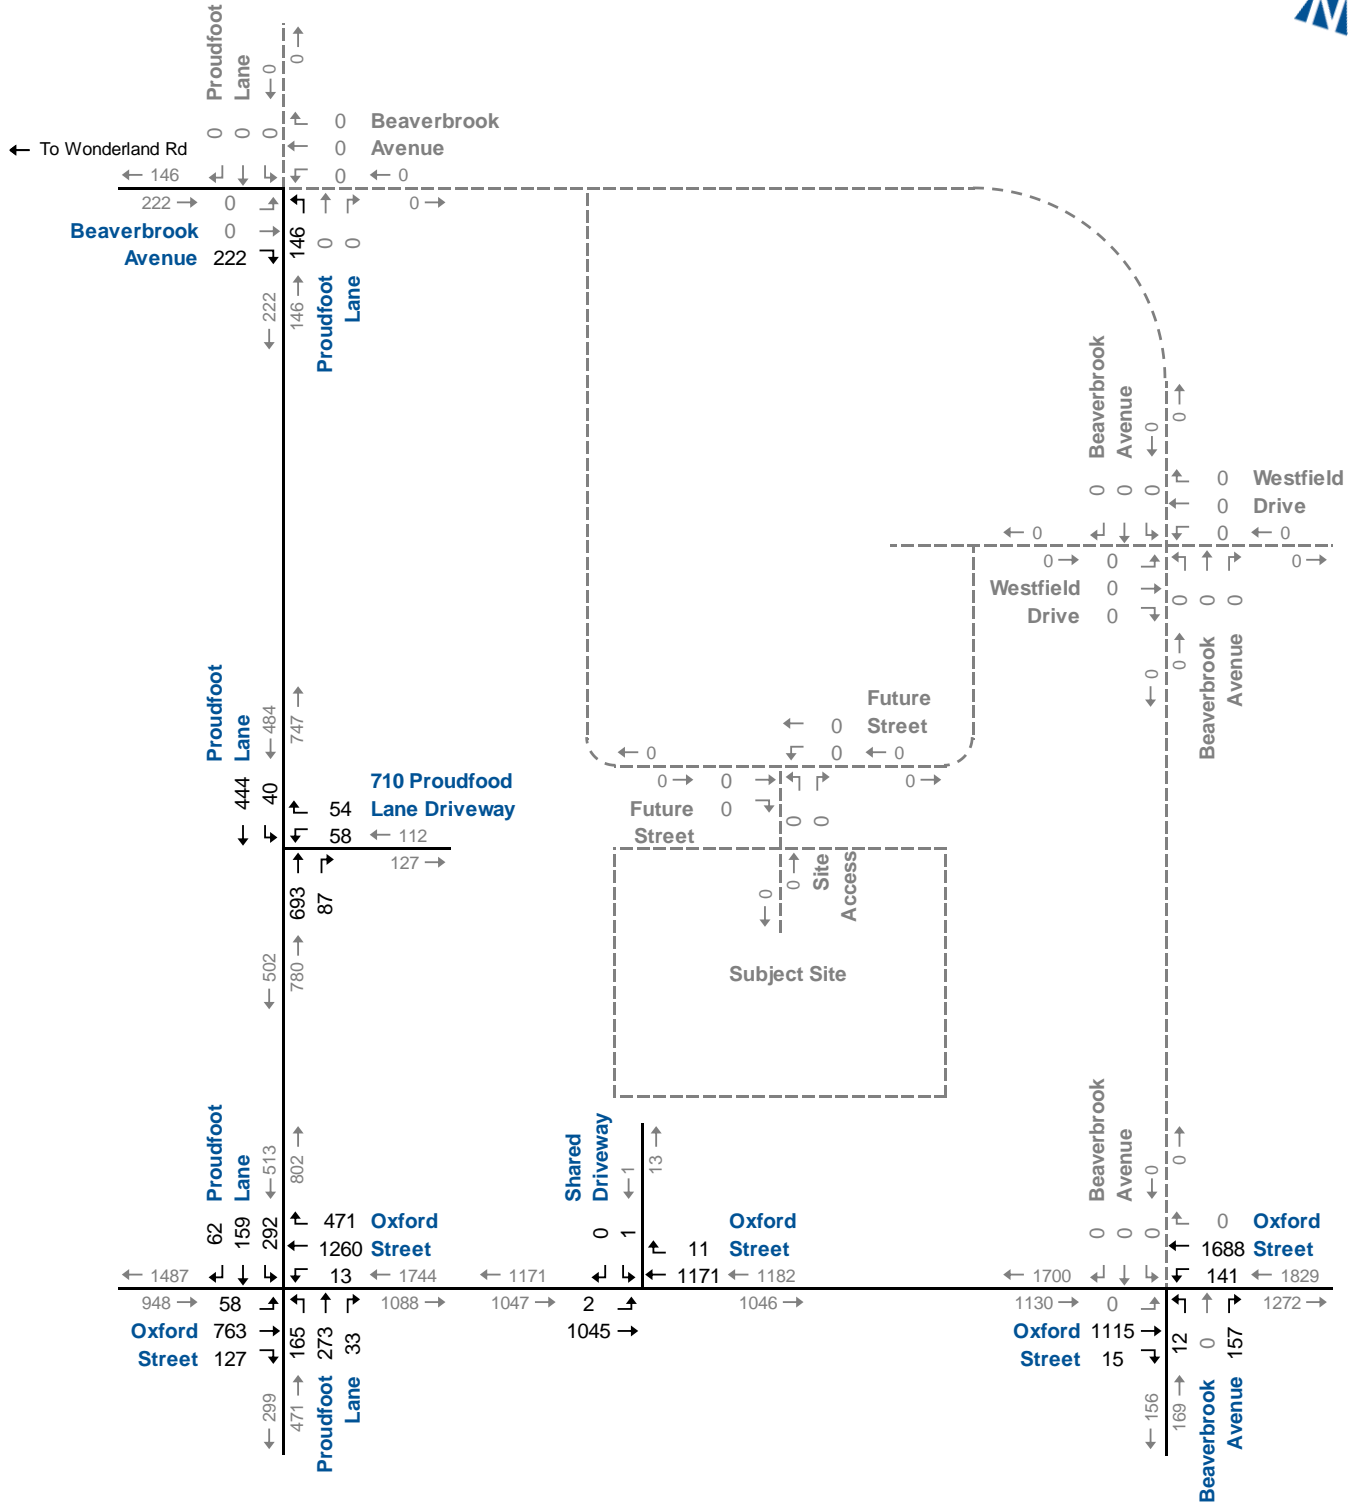 N
Proudfoot
Lane
0
0
0
0
0
0
Beaverbrook
0
Avenue
0
0
To Wonderland Rd
146
222
0
0
Beaverbrook
0
Avenue
222
146
0
0
222
146
Proudfoot
Lane
Beaverbrook
Avenue
0
0
0
0
0
0
Westfield
0
Drive
0
0
0
0
0
0
Westfield
0
Drive
0
0
0
0
0
0
Beaverbrook
Avenue
Proudfoot
Lane
484
747
444
40
710 Proudfood
54
Lane Driveway
58
112
127
693
87
502
780
Future
0
Street
0
0
0
0
0
0
Future
0
Street
0
0
0
0
Site
Access
Subject Site
Proudfoot
Lane
513
802
62
159
292
471
Oxford
1260
Street
13
1744
1487
948
58
1088
Oxford
763
Street
127
165
273
33
299
471
Proudfoot
Lane
Shared
Driveway
1
13
0
1
Oxford
11
Street
1171
1182
1171
1047
2
1046
1045
Beaverbrook
Avenue
0
0
0
0
0
0
Oxford
1688
Street
141
1829
1700
1130
0
1272
Oxford
1115
Street
15
12
0
157
156
169
Beaverbrook
Avenue